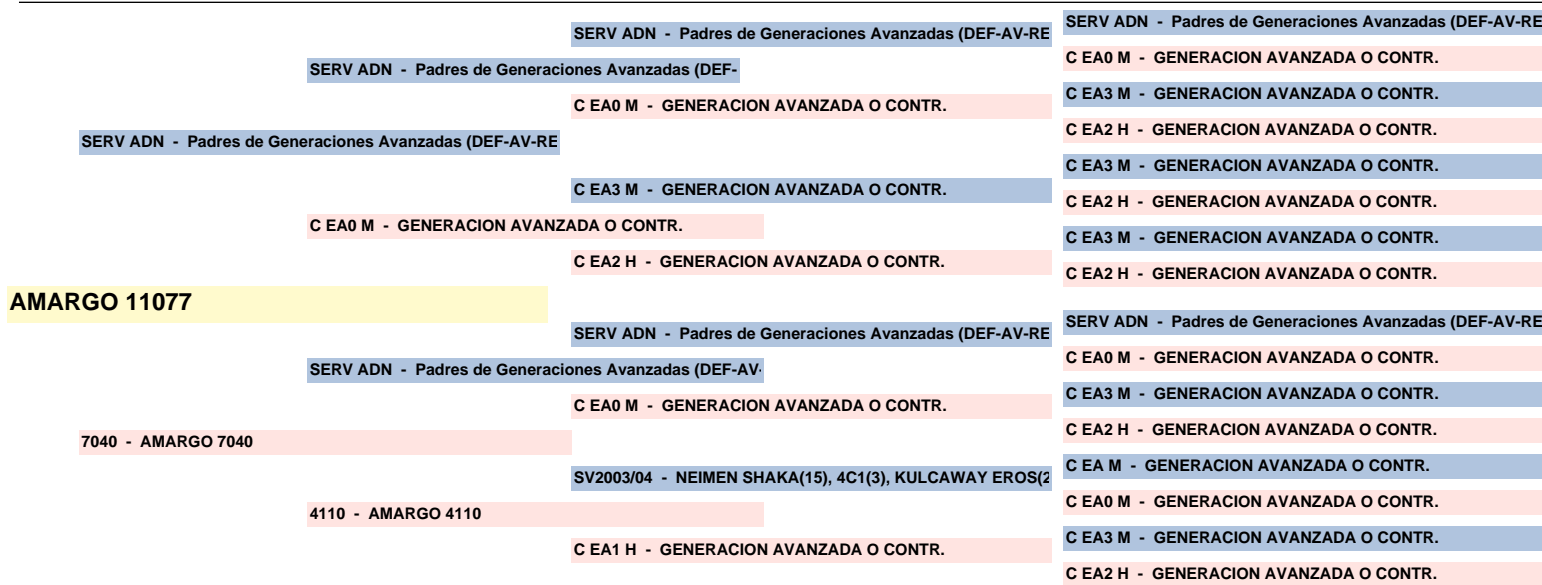 SERV ADN - Padres de Generaciones Avanzadas (DEF-AV-RE
SERV ADN - Padres de Generaciones Avanzadas (DEF-AV-RE
C EA0 M - GENERACION AVANZADA O CONTR.
SERV ADN - Padres de Generaciones Avanzadas (DEF-
C EA3 M - GENERACION AVANZADA O CONTR.
C EA0 M - GENERACION AVANZADA O CONTR.
C EA2 H - GENERACION AVANZADA O CONTR.
SERV ADN - Padres de Generaciones Avanzadas (DEF-AV-RE
C EA3 M - GENERACION AVANZADA O CONTR.
C EA3 M - GENERACION AVANZADA O CONTR.
C EA2 H - GENERACION AVANZADA O CONTR.
C EA0 M - GENERACION AVANZADA O CONTR.
C EA3 M - GENERACION AVANZADA O CONTR.
C EA2 H - GENERACION AVANZADA O CONTR.
C EA2 H - GENERACION AVANZADA O CONTR.
AMARGO 11077
SERV ADN - Padres de Generaciones Avanzadas (DEF-AV-RE
SERV ADN - Padres de Generaciones Avanzadas (DEF-AV-RE
C EA0 M - GENERACION AVANZADA O CONTR.
SERV ADN - Padres de Generaciones Avanzadas (DEF-AV-
C EA3 M - GENERACION AVANZADA O CONTR.
C EA0 M - GENERACION AVANZADA O CONTR.
C EA2 H - GENERACION AVANZADA O CONTR.
7040 - AMARGO 7040
C EA M - GENERACION AVANZADA O CONTR.
SV2003/04 - NEIMEN SHAKA(15), 4C1(3), KULCAWAY EROS(2
C EA0 M - GENERACION AVANZADA O CONTR.
4110 - AMARGO 4110
C EA3 M - GENERACION AVANZADA O CONTR.
C EA1 H - GENERACION AVANZADA O CONTR.
C EA2 H - GENERACION AVANZADA O CONTR.